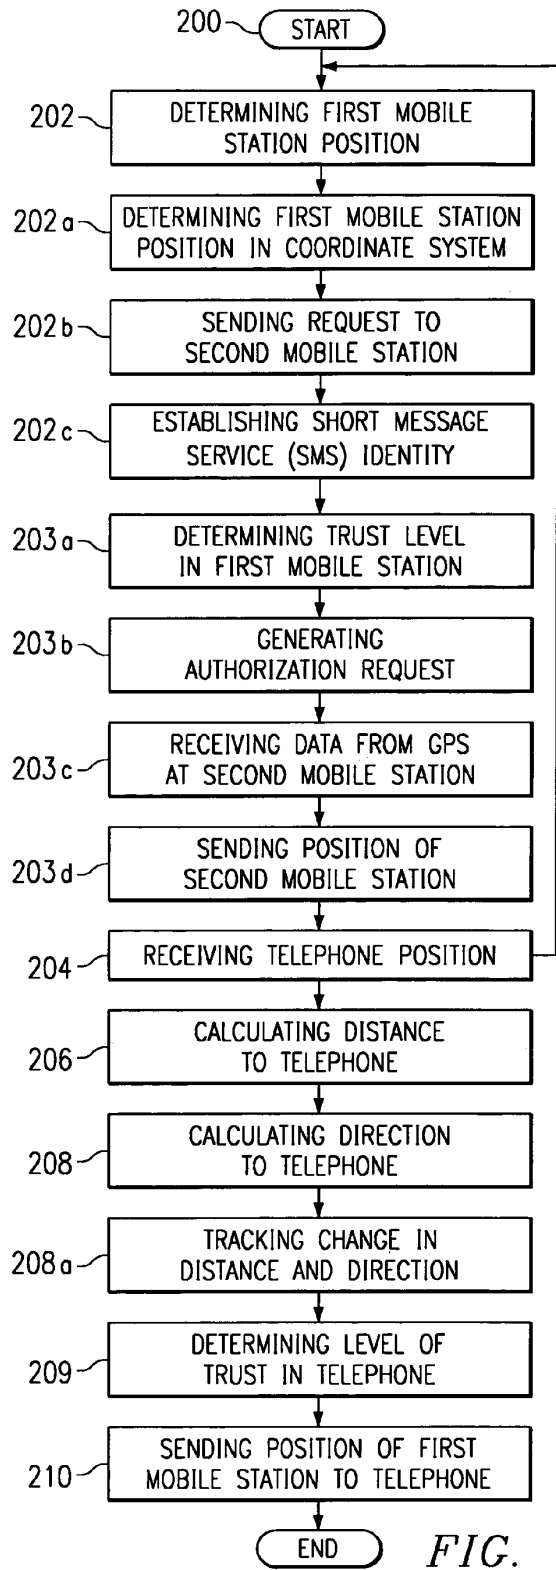 200 START
202 DETERMINING FIRST MOBILE
STATION POSITION
202a DETERMINING FIRST MOBILE STATION
POSITION IN COORDINATE SYSTEM
202b SENDING REQUEST TO
SECOND MOBILE STATION
202c ESTABLISHING SHORT MESSAGE
SERVICE (SMS) IDENTITY
203a DETERMINING TRUST LEVEL
IN FIRST MOBILE STATION
203b GENERATING
AUTHORIZATION REQUEST
203c RECEIVING DATA FROM GPS
AT SECOND MOBILE STATION
203d SENDING POSITION OF
SECOND MOBILE STATION
204 RECEIVING TELEPHONE POSITION
206 CALCULATING DISTANCE
TO TELEPHONE
208 CALCULATING DIRECTION
TO TELEPHONE
208a TRACKING CHANGE IN
DISTANCE AND DIRECTION
209 DETERMINING LEVEL OF
TRUST IN TELEPHONE
210 SENDING POSITION OF FIRST
MOBILE STATION TO TELEPHONE
END FIG.